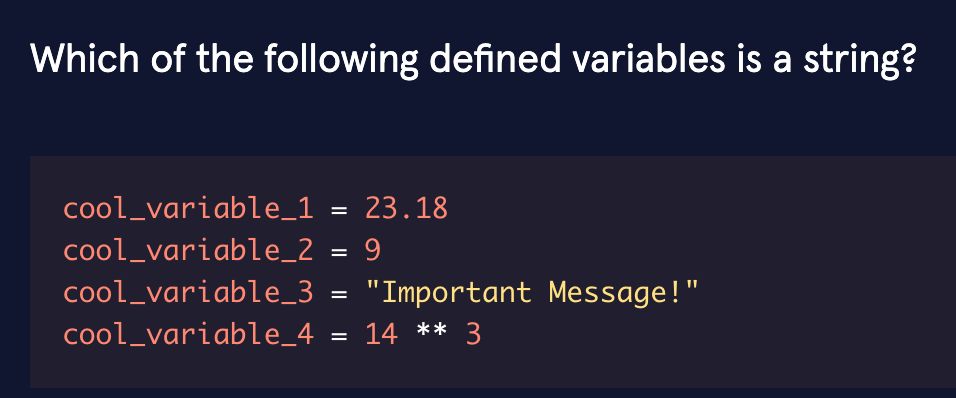 Which of the following defined variables is a string?
cool_variable_1 = 23.18
cool_variable_2 = 9
cool_variable_3 = "Important Message!"
cool_variable_4 = 14 ** 3